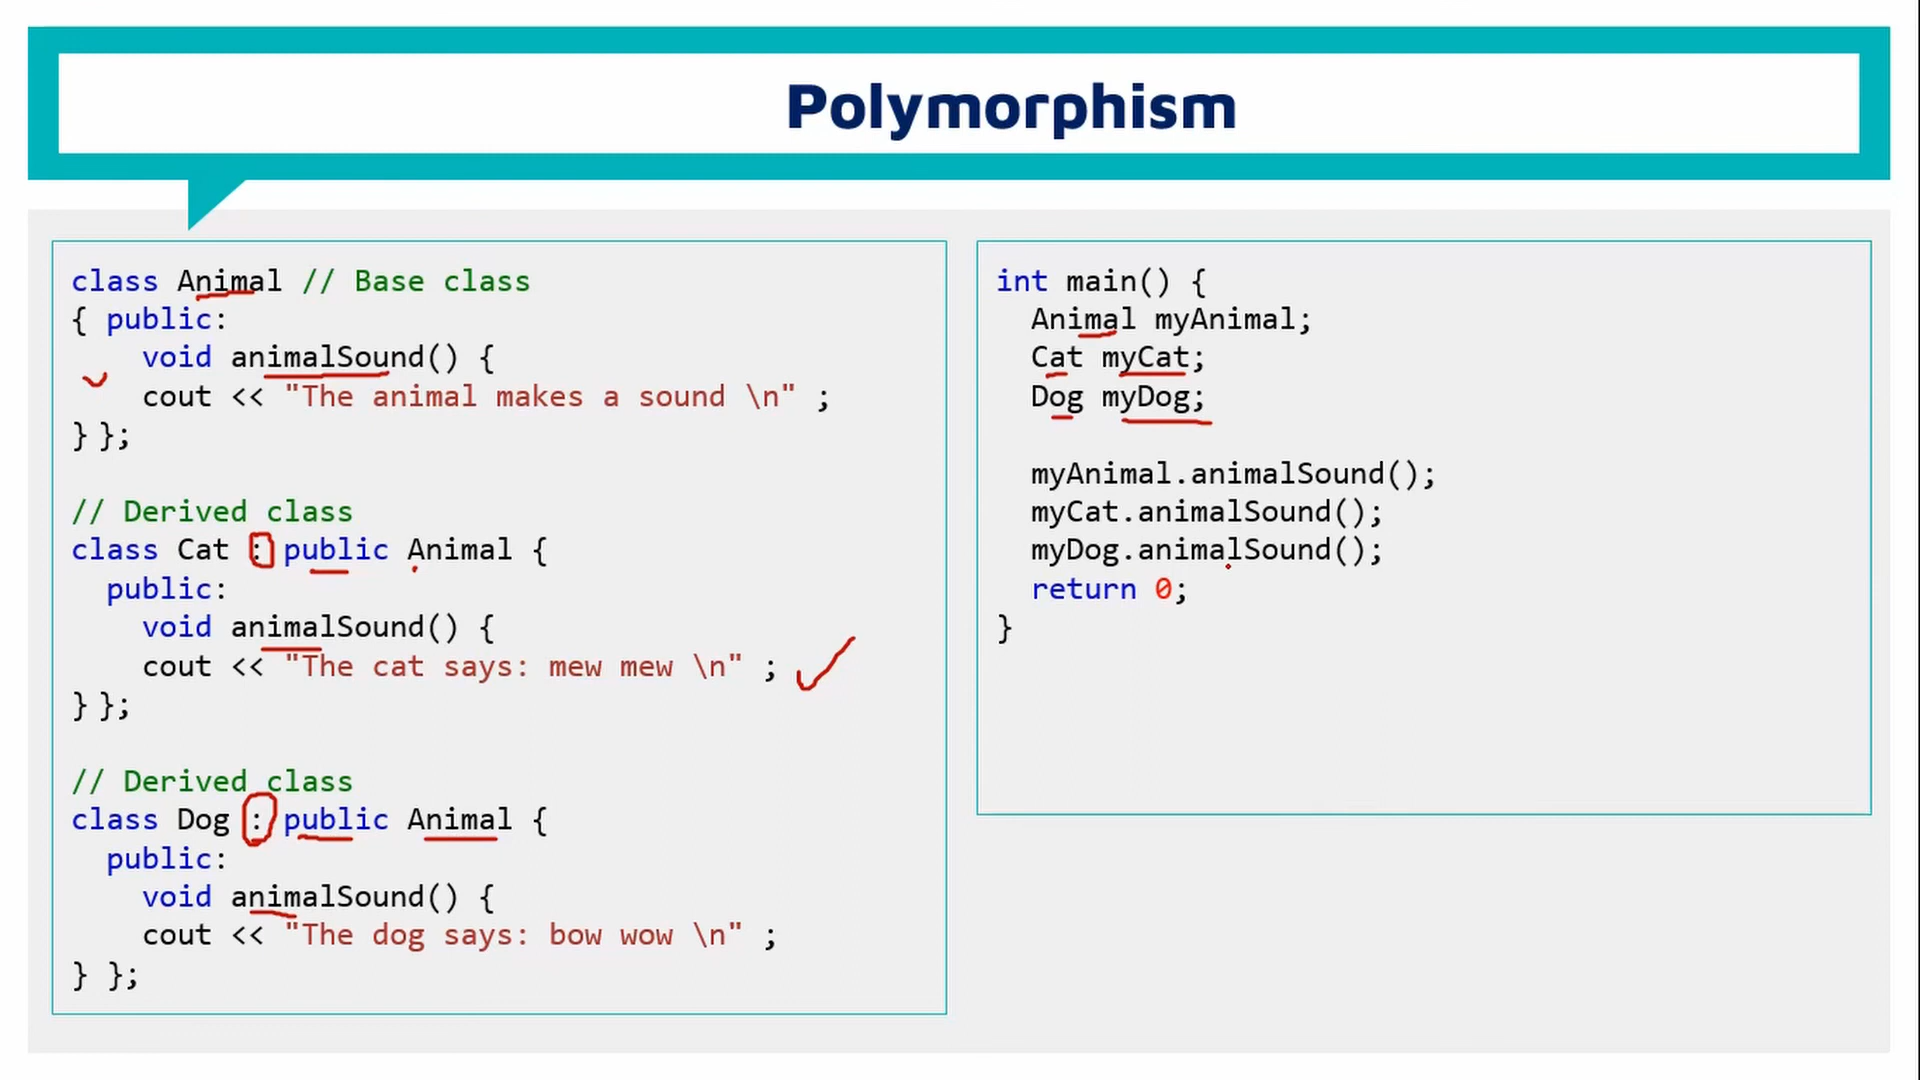 Polymorphism
class Animal // Base class
{ public:
void animalSound() {
cout << "The animal makes a sound \n" ;
} };
// Derived class
class Cat : public Animal {
public:
void animalSound() {
cout << "The cat says: mew mew \n" ;
} };
// Derived class
class Dog : public Animal {
public:
void animalSound() {
cout << "The dog says: bow wow \n" ;
} };
int main() {
Animal myAnimal;
Cat myCat;
Dog myDog;
myAnimal.animalSound();
myCat.animalSound();
myDog.animalSound();
return 0;
}